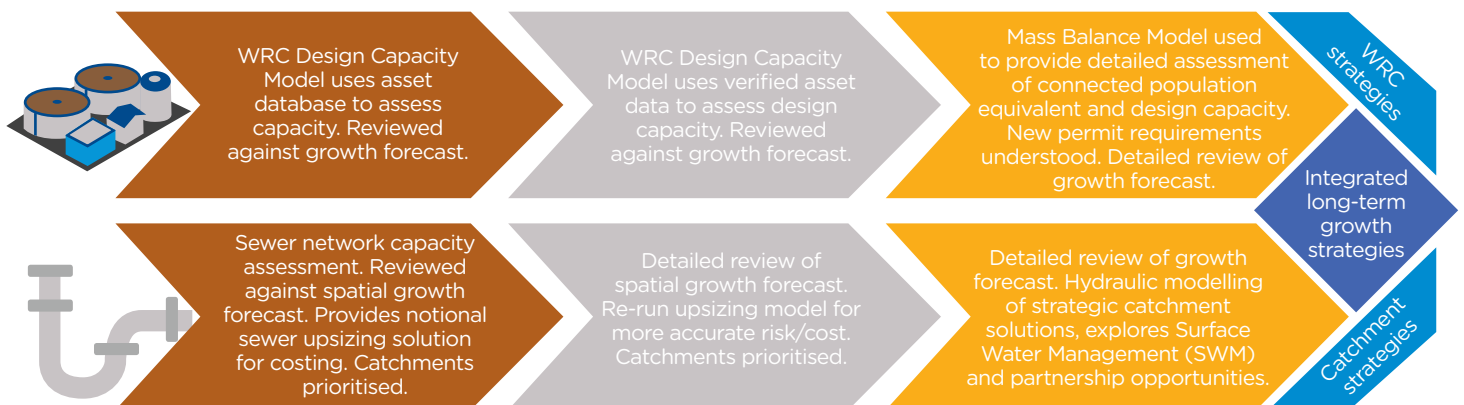 WRC Design Capacity
Model uses asset
database to assess
capacity. Reviewed
against growth forecast.
WRC Design Capacity
Model uses verified asset
data to assess design
capacity. Reviewed
against growth forecast.
Mass Balance Model used
to provide detailed assessment
of connected population
equivalent and design capacity.
New permit requirements
understood. Detailed review of
growth forecast.
WRC
strategies
Sewer network capacity
assessment. Reviewed
against spatial growth
forecast. Provides notional
sewer upsizing solution
for costing. Catchments
prioritised.
Detailed review of
spatial growth forecast.
Re-run upsizing model for
more accurate risk/cost.
Catchments prioritised.
Detailed review of growth
forecast. Hydraulic modelling
of strategic catchment
solutions, explores Surface
Water Management (SWM)
and partnership opportunities.
Catchment
strategies
Integrated
long-term
growth
strategies